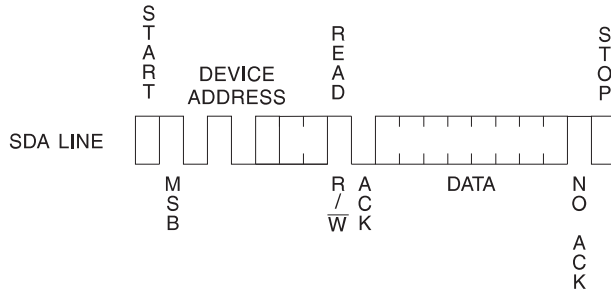 START
DEVICE
ADDRESS
READ
STOP
SDA LINE
MSB
R/W
ACK
DATA
NO ACK